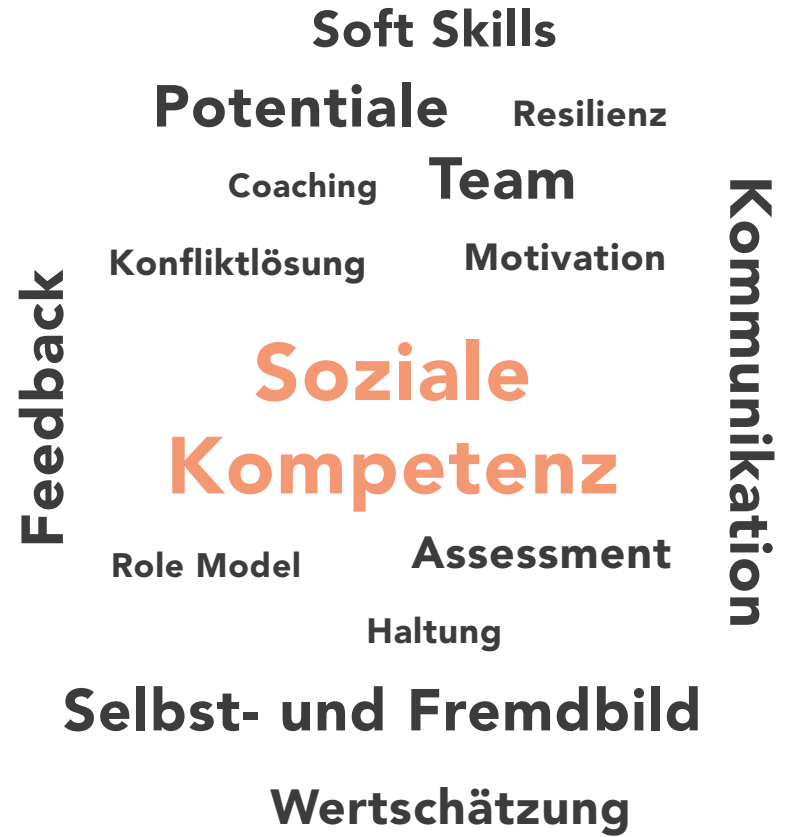 Soft Skills
Potentiale
Resilienz
Coaching
Team
Konfliktlösung
Motivation
Feedback
Kommunikation
Soziale
Kompetenz
Role Model
Assessment
Haltung
Selbst- und Fremdbild
Wertschätzung